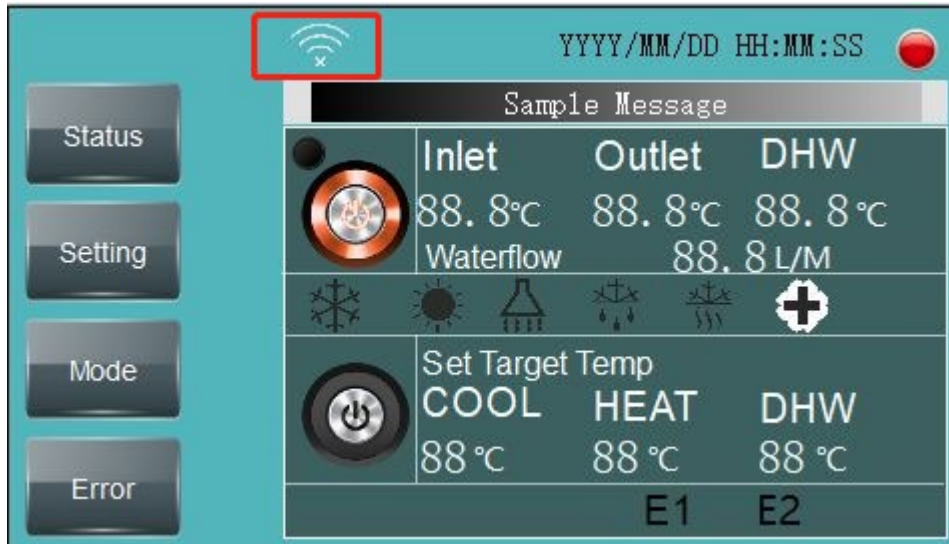 YYYY/MM/DD HH:MM:SS
Sample Message
Status
Inlet Outlet DHW
88.8℃ 88.8℃ 88.8℃
Setting
Waterflow 88.8 L/M
Mode
Set Target Temp
COOL HEAT DHW
88℃ 88℃ 88℃
Error
E1 E2